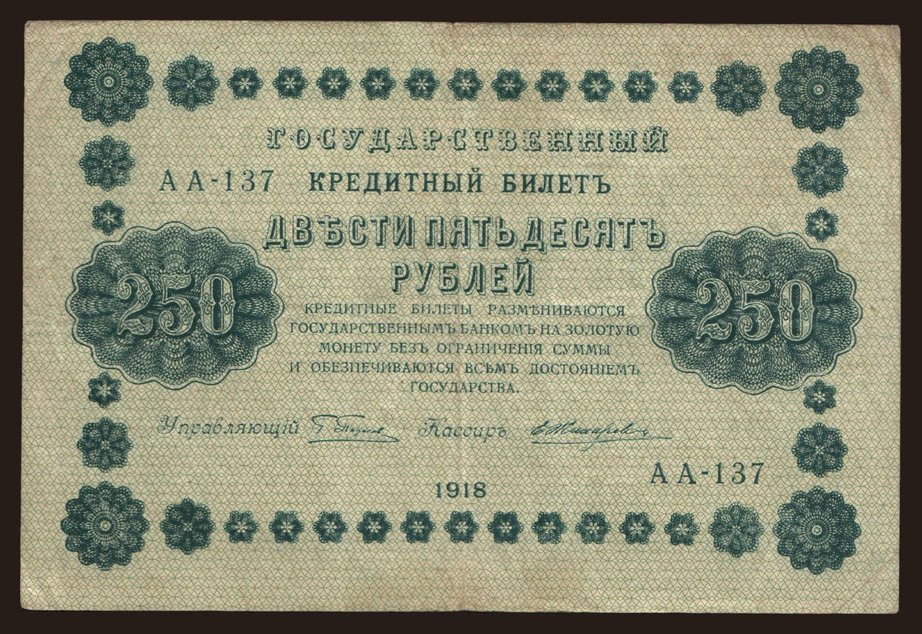 ГОСУДАРСТВЕННЫЙ
АА-137 КРЕДИТНЫЙ БИЛЕТЪ
ДВѢСТИ ПЯТЬДЕСЯТЪ
РУБЛЕЙ
250
250
КРЕДИТНЫЕ БИЛЕТЫ РАЗМѢНИВАЮТСЯ
ГОСУДАРСТВЕННЫМЪ БАНКОМЪ НА ЗОЛОТУЮ
МОНЕТУ БЕЗЪ ОГРАНИЧЕНІЯ СУММЫ
И ОБЕЗПЕЧИВАЮТСЯ ВСѢМЪ ДОСТОЯНІЕМЪ
ГОСУДАРСТВА.
Управляющій Кассиръ
АА-137
1918